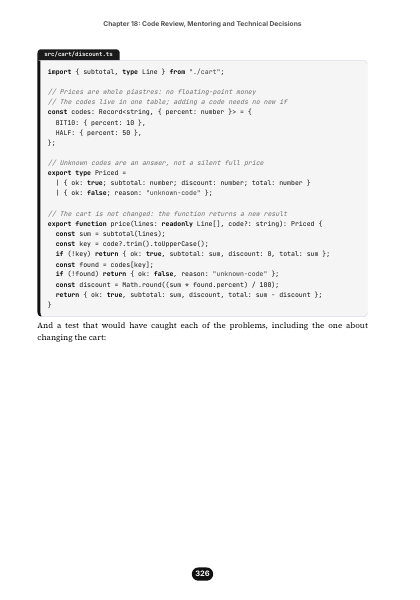 Chapter 18: Code Review, Mentoring and Technical Decisions
src/cart/discount.ts
import { subtotal, type Line } from "./cart";
// Prices are whole piastres: no floating-point money
// The codes live in one table; adding a code needs no new if
const codes: Record<string, { percent: number }> = {
  BIT10: { percent: 10 },
  HALF: { percent: 50 },
};
// Unknown codes are an answer, not a silent full price
export type Priced =
  | { ok: true; subtotal: number; discount: number; total: number }
  | { ok: false; reason: "unknown-code" };
// The cart is not changed: the function returns a new result
export function price(lines: readonly Line[], code?: string): Priced {
  const sum = subtotal(lines);
  const key = code?.trim().toUpperCase();
  if (!key) return { ok: true, subtotal: sum, discount: 0, total: sum };
  const found = codes[key];
  if (!found) return { ok: false, reason: "unknown-code" };
  const discount = Math.round((sum * found.percent) / 100);
  return { ok: true, subtotal: sum, discount, total: sum - discount };
}
And a test that would have caught each of the problems, including the one about
changing the cart:
326